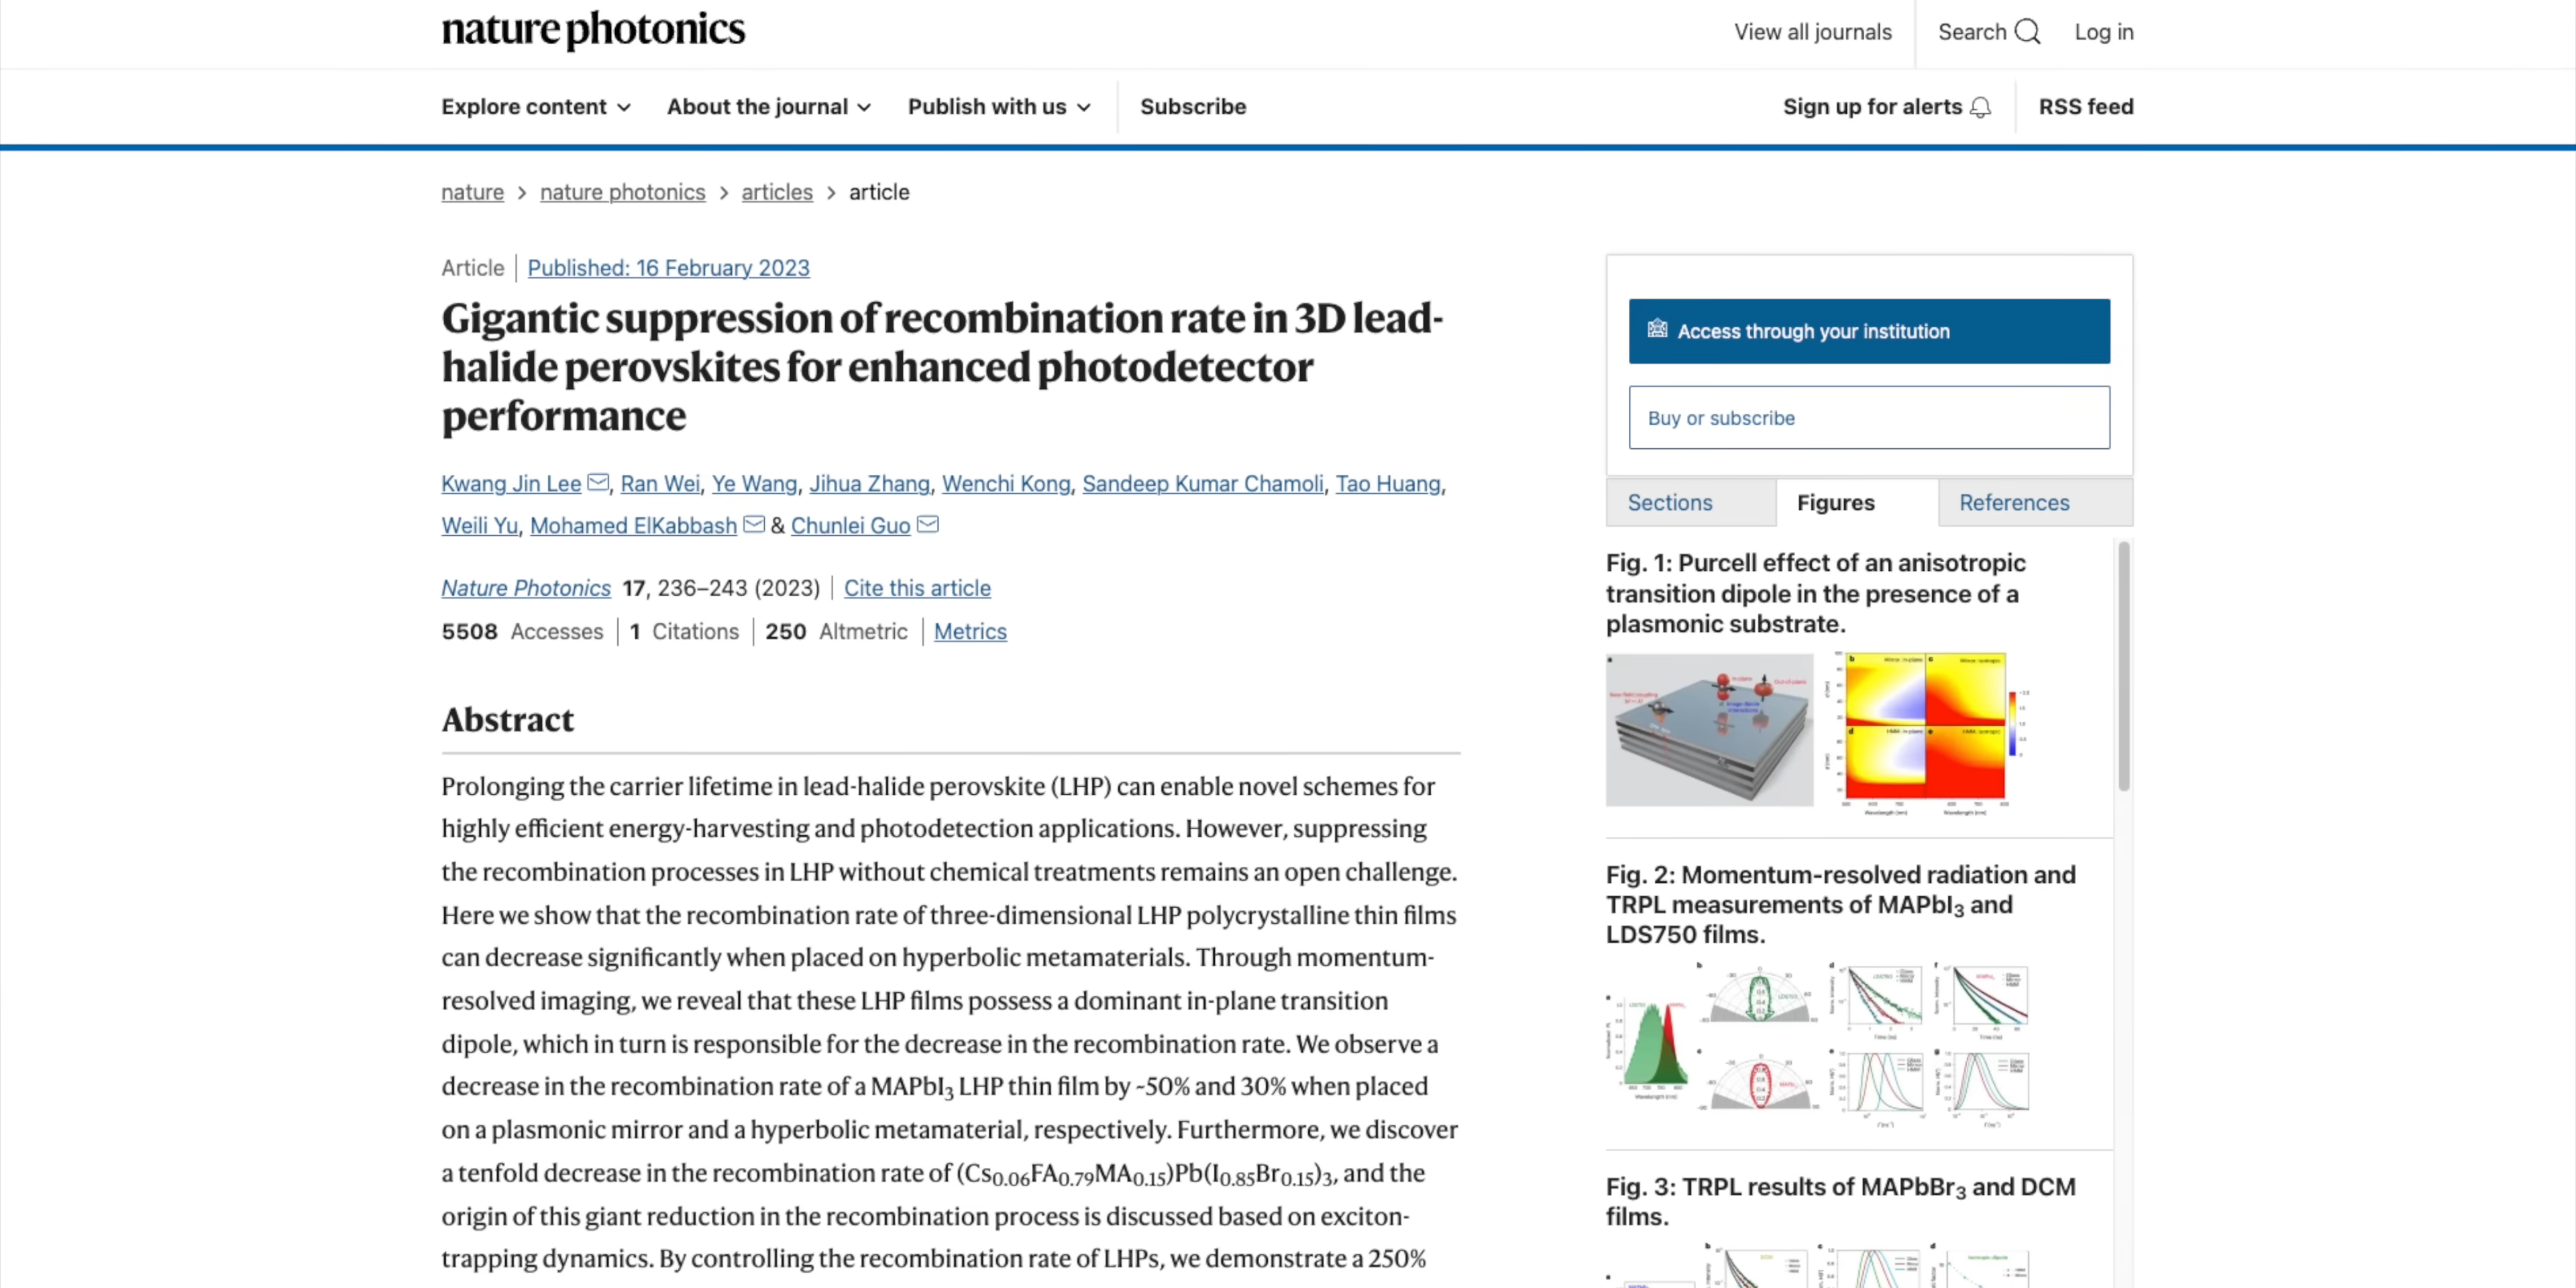 nature photonics
View all journals
Search
Log in
Explore content
About the journal
Publish with us
Subscribe
Sign up for alerts
RSS feed
nature > nature photonics > articles > article
Article | Published: 16 February 2023
Gigantic suppression of recombination rate in 3D lead-
halide perovskites for enhanced photodetector
performance
Kwang Jin Lee, Ran Wei, Ye Wang, Jihua Zhang, Wenchi Kong, Sandeep Kumar Chamoli, Tao Huang,
Weili Yu, Mohamed ElKabbash & Chunlei Guo
Nature Photonics 17, 236–243 (2023) | Cite this article
5508 Accesses | 1 Citations | 250 Altmetric | Metrics
Abstract
Prolonging the carrier lifetime in lead-halide perovskite (LHP) can enable novel schemes for
highly efficient energy-harvesting and photodetection applications. However, suppressing
the recombination processes in LHP without chemical treatments remains an open challenge.
Here we show that the recombination rate of three-dimensional LHP polycrystalline thin films
can decrease significantly when placed on hyperbolic metamaterials. Through momentum-
resolved imaging, we reveal that these LHP films possess a dominant in-plane transition
dipole, which in turn is responsible for the decrease in the recombination rate. We observe a
decrease in the recombination rate of a MAPbI₃ LHP thin film by ~50% and 30% when placed
on a plasmonic mirror and a hyperbolic metamaterial, respectively. Furthermore, we discover
a tenfold decrease in the recombination rate of (Cs₀.₀₆FA₀.₇₉MA₀.₁₅)Pb(I₀.₈₅Br₀.₁₅)₃, and the
origin of this giant reduction in the recombination process is discussed based on exciton-
trapping dynamics. By controlling the recombination rate of LHPs, we demonstrate a 250%
Access through your institution
Buy or subscribe
Sections
Figures
References
Fig. 1: Purcell effect of an anisotropic
transition dipole in the presence of a
plasmonic substrate.
Fig. 2: Momentum-resolved radiation and
TRPL measurements of MAPbI₃ and
LDS750 films.
Fig. 3: TRPL results of MAPbBr₃ and DCM
films.